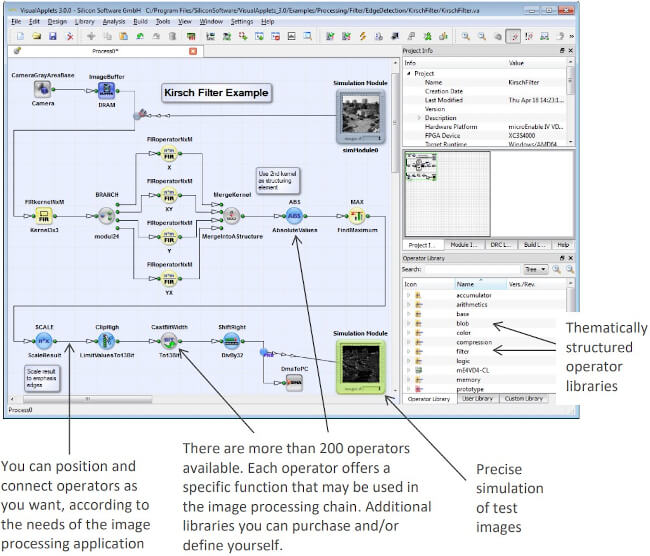 VisualApplets 3.0.0 - Silicon Software GmbH C:/Program Files/SiliconSoftware/VisualApplets_3.0/Examples/Processing/Filter/EdgeDetection/KirschFilter/KirschFilter.va
File Edit Design Library Analysis Build Tools View Window Settings Help
Process0*
Project Info
CameraGrayAreaBase
ImageBuffer
Camera
DRAM
Kirsch Filter Example
Simulation Module
simModule0
Info Value
Project
Name KirschFilter
Creation Date
Last Modified Thu Apr 18 14:23:1...
Version
Description
Hardware Platform microEnable IV VD...
FPGA Device XC3S4000
Target Runtime Windows/AMD64
FIRoperatorNxM
FIR
X
FIRoperatorNxM
FIR
XY
FIRoperatorNxM
FIR
Y
FIRoperatorNxM
FIR
YX
Use 2nd kernel
as structuring
element
FIRkernelNxM
FIR
Kernel3x3
BRANCH
modul24
MergeKernel
MergeIntoAStructure
ABS
ABS
AbsoluteValues
MAX
FindMaximum
Project I... Module I... DRC L... Build L... Help
Operator Library
Search: Tree
Icon Name Vers./Rev.
accumulator
arithmetics
base
blob
color
compression
filter
logic
mE4VD4-CL
memory
prototype
Operator Library User Library Custom Library
SCALE
ScaleResult
Scale result
to emphasis
edges
ClipHigh
LimitValuesTo13Bit
CastBitWidth
To13Bit
ShiftRight
DivBy32
DmaToPC
DMA
Simulation Module
Process0
Thematically
structured
operator
libraries
You can position and
connect operators as
you want, according to
the needs of the image
processing application
There are more than 200 operators
available. Each operator offers a
specific function that may be used in
the image processing chain. Additional
libraries you can purchase and/or
define yourself.
Precise
simulation
of test
images